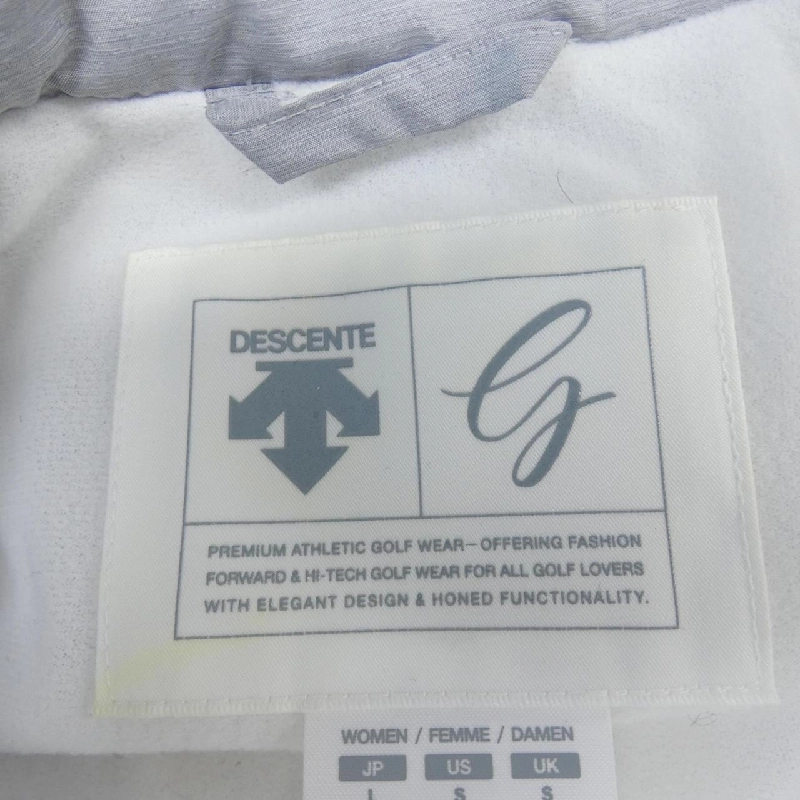 DESCENTE
G
PREMIUM ATHLETIC GOLF WEAR—OFFERING FASHION
FORWARD & HI-TECH GOLF WEAR FOR ALL GOLF LOVERS
WITH ELEGANT DESIGN & HONED FUNCTIONALITY.
WOMEN / FEMME / DAMEN
JP US UK
L S S